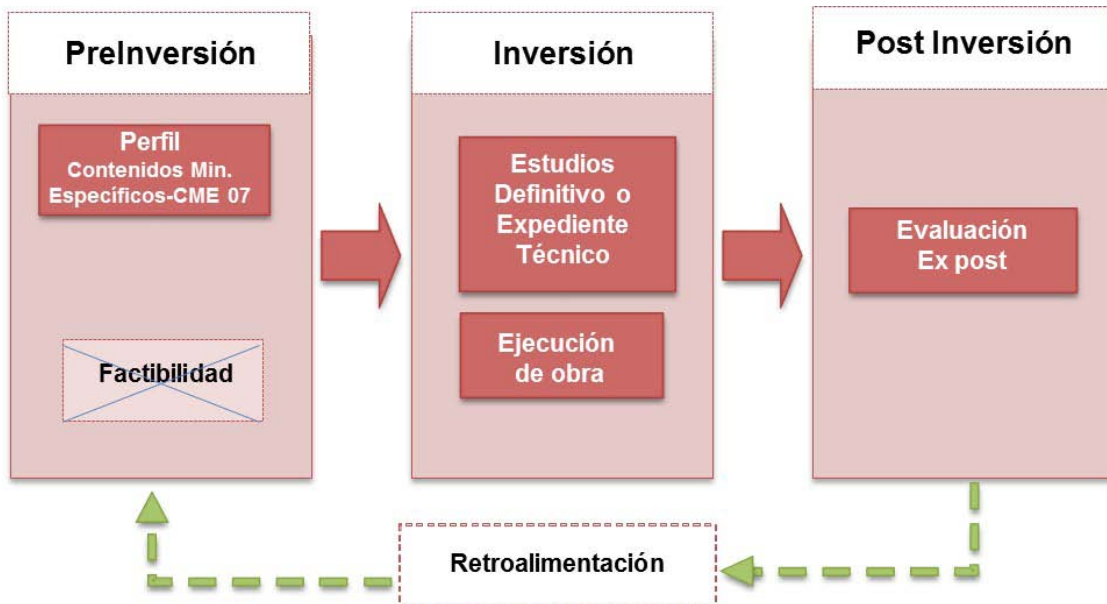 PreInversión
Perfil
Contenidos Min.
Específicos-CME 07
Factibilidad
Inversión
Estudios
Definitivo o
Expediente
Técnico
Ejecución
de obra
Post Inversión
Evaluación
Ex post
Retroalimentación